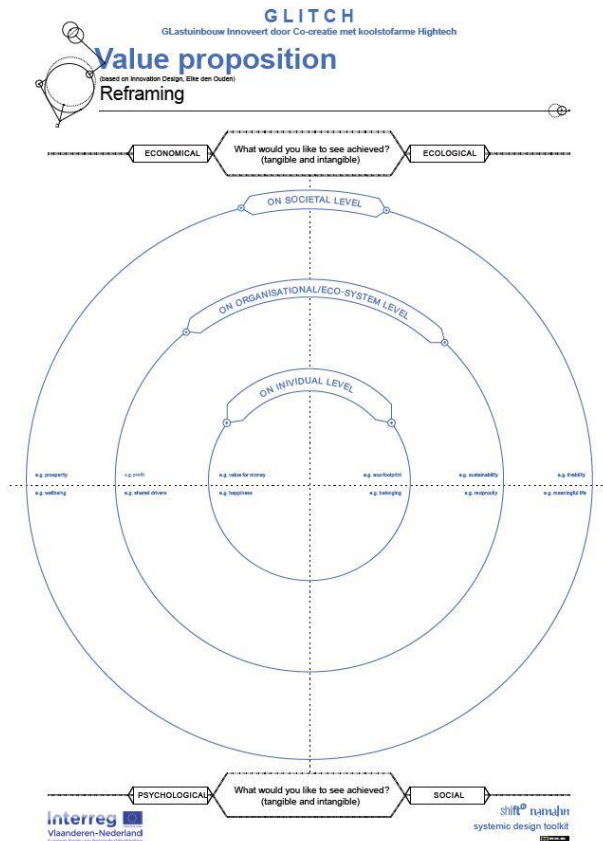 GLITCH
GLastuinbouw Innoveert door Co-creatie met koolstofarme Hightech
Value proposition
(based on Innovation Design, Elke den Ouden)
Reframing
ECONOMICAL
What would you like to see achieved?
(tangible and intangible)
ECOLOGICAL
ON SOCIETAL LEVEL
ON ORGANISATIONAL/ECO-SYSTEM LEVEL
ON INIVIDUAL LEVEL
e.g. prosperity
e.g. profit
e.g. value for money
e.g. eco-footprint
e.g. sustainability
e.g. livability
e.g. wellbeing
e.g. shared drivers
e.g. happiness
e.g. belonging
e.g. reciprocity
e.g. meaningful life
PSYCHOLOGICAL
What would you like to see achieved?
(tangible and intangible)
SOCIAL
Interreg
Vlaanderen-Nederland
shiftn namahn
systemic design toolkit